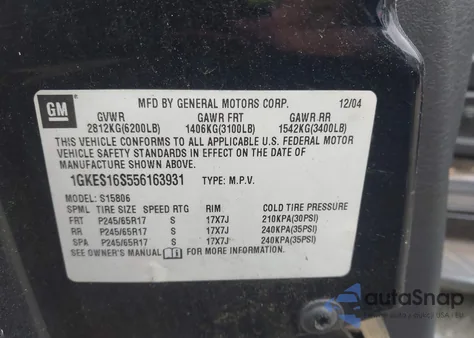 GM
MFD BY GENERAL MOTORS CORP. 12/04
GVWR GAWR FRT GAWR RR
2812KG(6200LB) 1406KG(3100LB) 1542KG(3400LB)
THIS VEHICLE CONFORMS TO ALL APPLICABLE U.S. FEDERAL MOTOR
VEHICLE SAFETY STANDARDS IN EFFECT ON THE DATE OF
MANUFACTURE SHOWN ABOVE.
1GKES16S556163931 TYPE: M.P.V.
MODEL: S15806
SPML TIRE SIZE SPEED RTG RIM COLD TIRE PRESSURE
FRT P245/65R17 S 17X7J 210KPA(30PSI)
RR P245/65R17 S 17X7J 240KPA(35PSI)
SPA P245/65R17 S 17X7J 240KPA(35PSI)
SEE OWNER'S MANUAL FOR MORE INFORMATION.
autoSnap